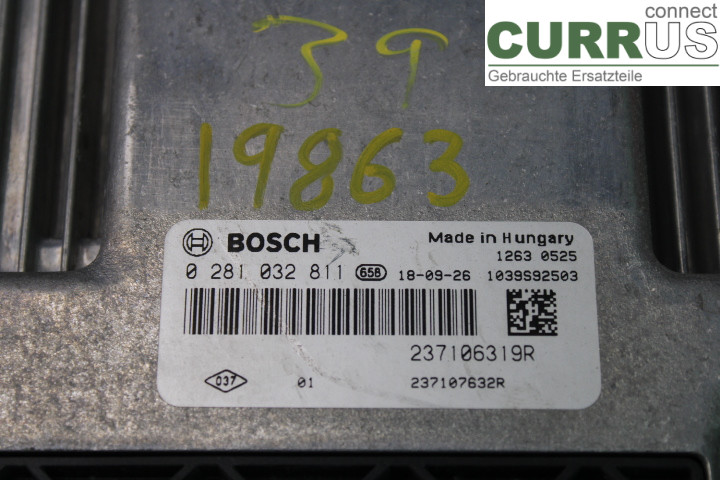 connect
CURRUS
Gebrauchte Ersatzteile
39
19863
BOSCH Made in Hungary
1263 0525
0 281 032 811 658 18-09-26 1039S92503
237106319R
037 01 237107632R